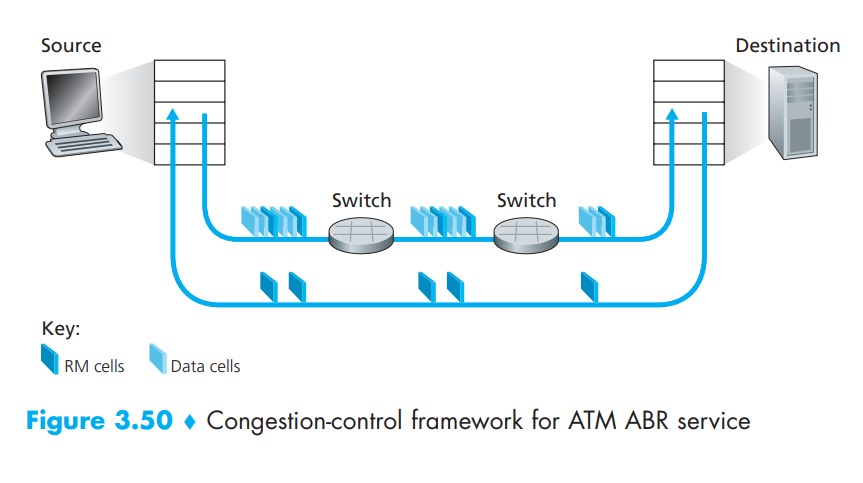 Source
Destination
Switch
Switch
Key:
RM cells
Data cells
Figure 3.50 ♦ Congestion-control framework for ATM ABR service